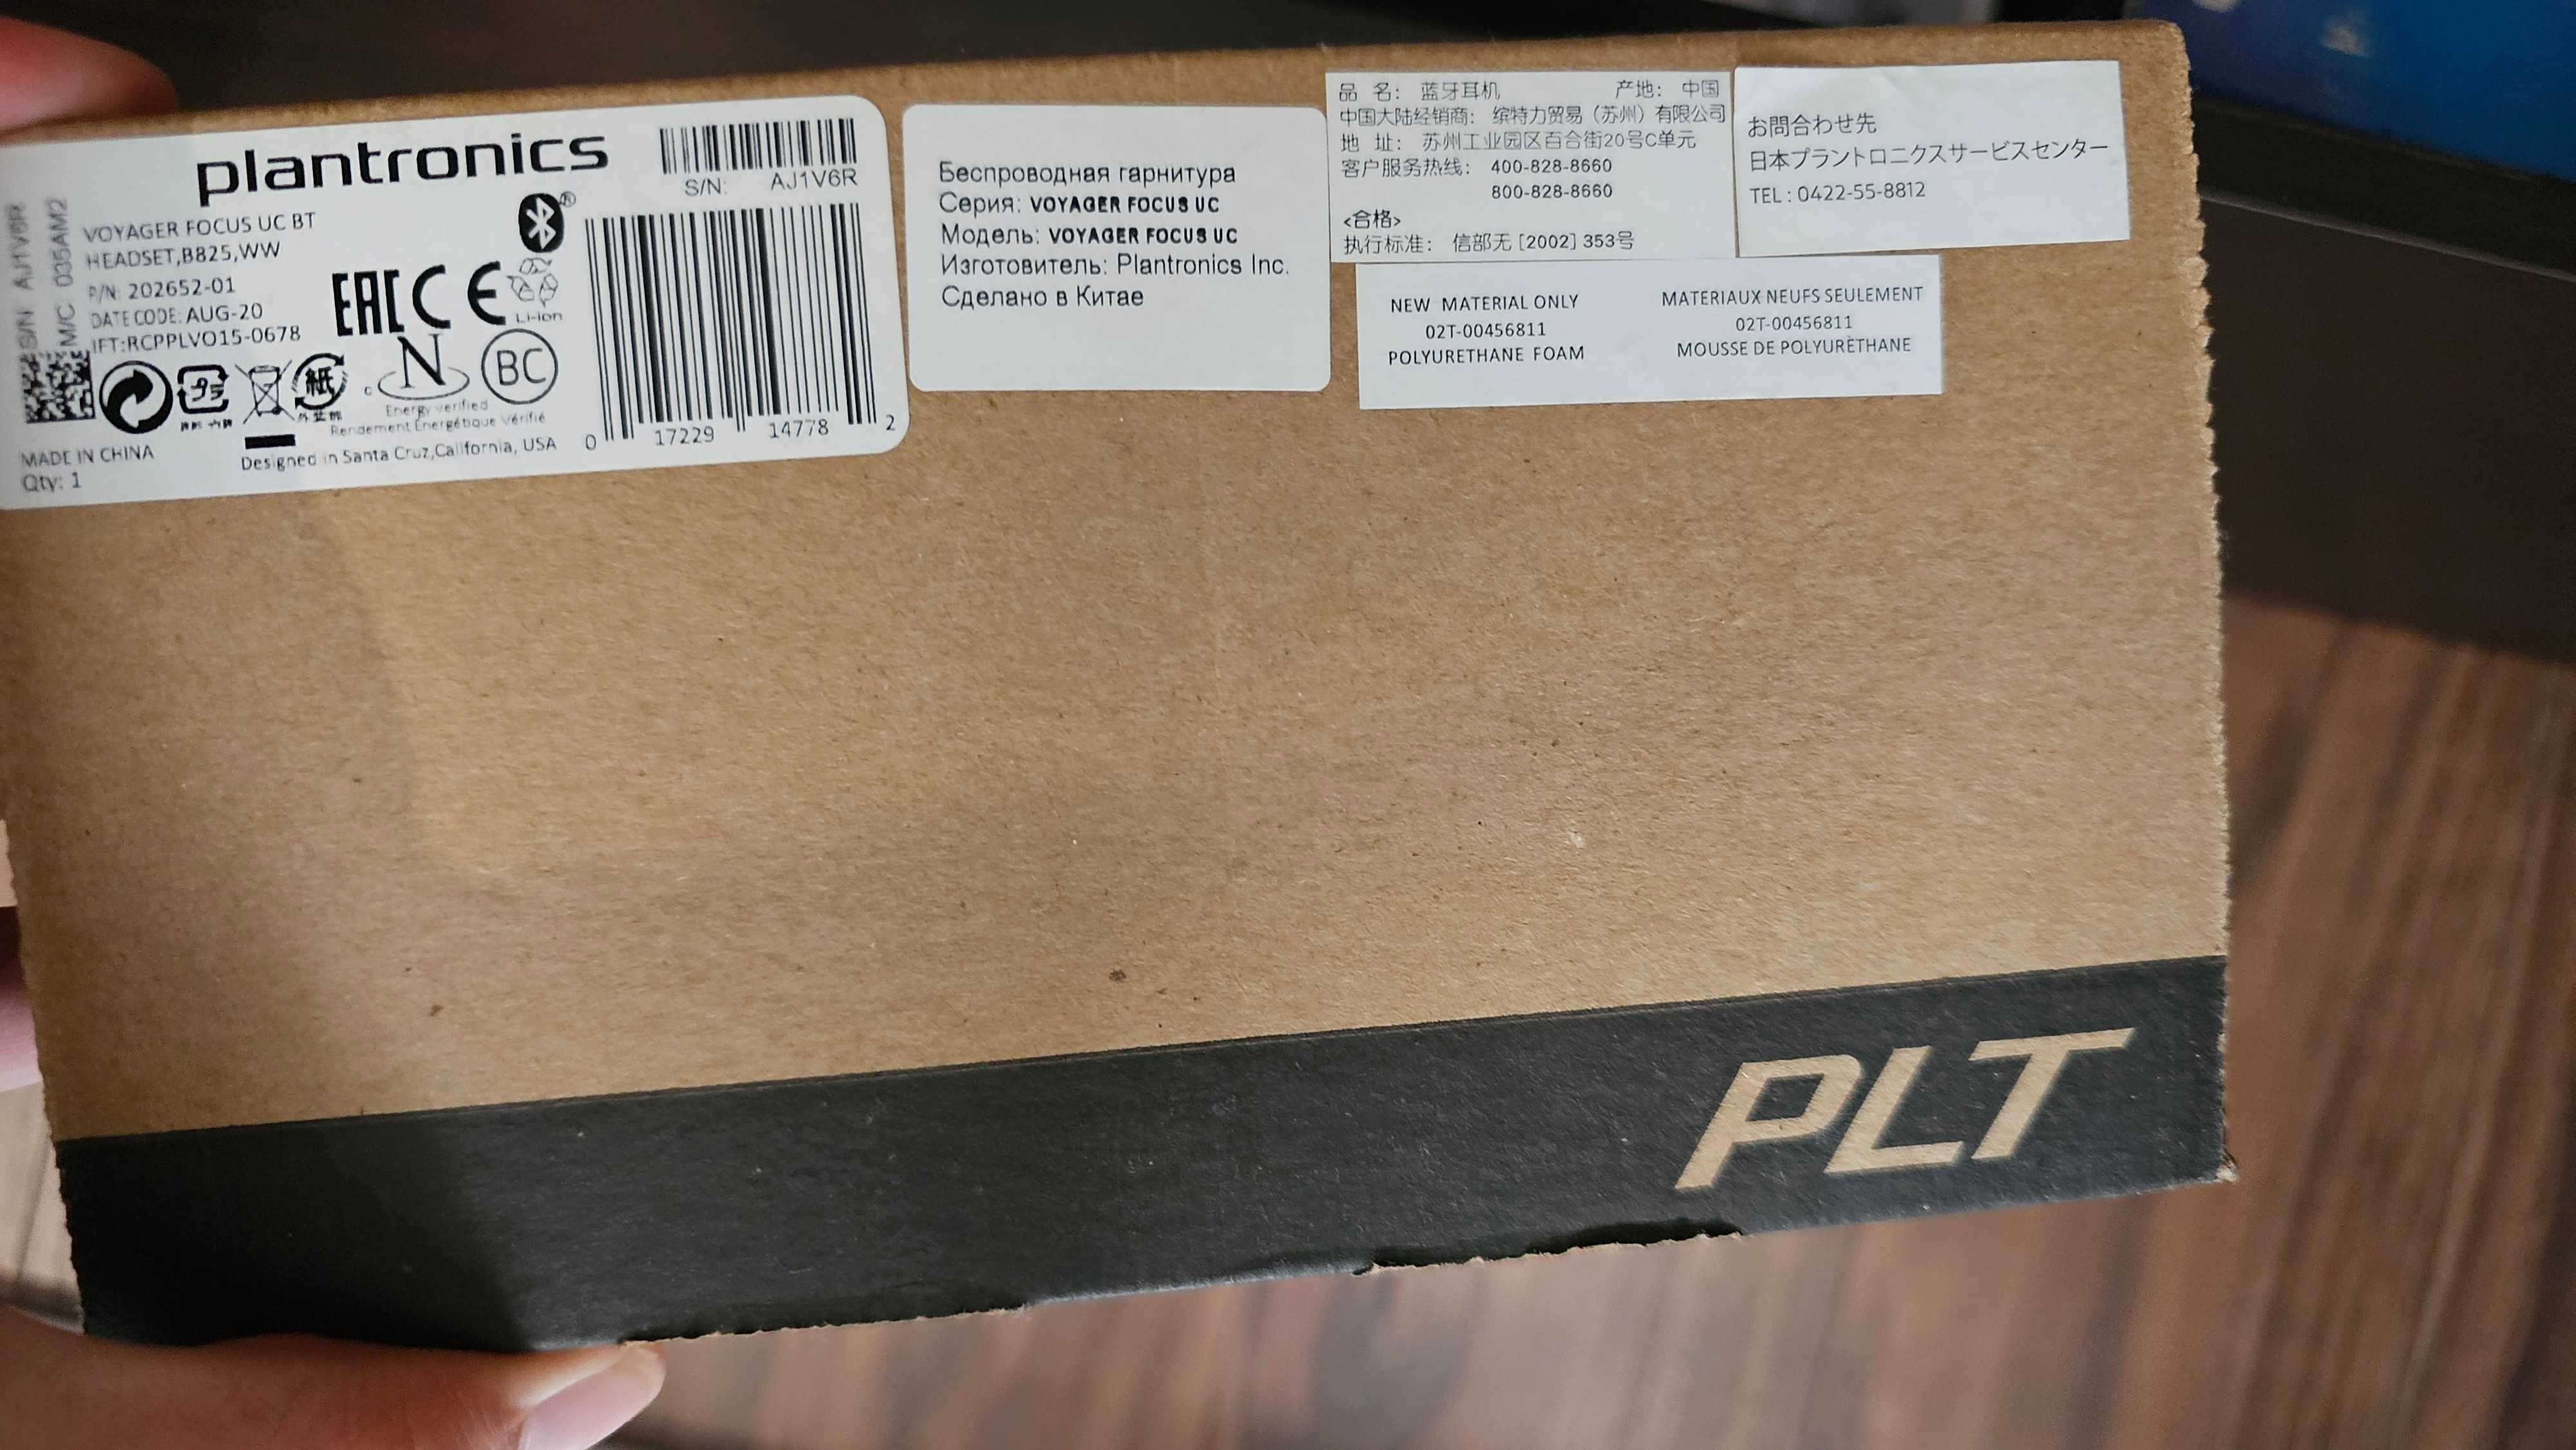 plantronics
S/N: AJ1V6R
VOYAGER FOCUS UC BT
HEADSET,B825,WW
P/N: 202652-01
DATE CODE: AUG-20
IFT:RCPPLVO15-0678
S/N AJ1V6R
M/C 035AM2
EAC CE
Li-ion
紙
外装
プラ
c N
BC
Energy verified
Rendement Énergétique Vérifié
MADE IN CHINA
Designed in Santa Cruz,California, USA
Qty: 1
0 17229 14778 2
Беспроводная гарнитура
Серия: VOYAGER FOCUS UC
Модель: VOYAGER FOCUS UC
Изготовитель: Plantronics Inc.
Сделано в Китае
品 名: 蓝牙耳机 产地: 中国
中国大陆经销商: 缤特力贸易（苏州）有限公司
地 址: 苏州工业园区百合街20号C单元
客户服务热线: 400-828-8660
800-828-8660
<合格>
执行标准: 信部无 [2002] 353号
お問合わせ先
日本プラントロニクスサービスセンター
TEL : 0422-55-8812
NEW MATERIAL ONLY
02T-00456811
POLYURETHANE FOAM
MATERIAUX NEUFS SEULEMENT
02T-00456811
MOUSSE DE POLYURÈTHANE
PLT